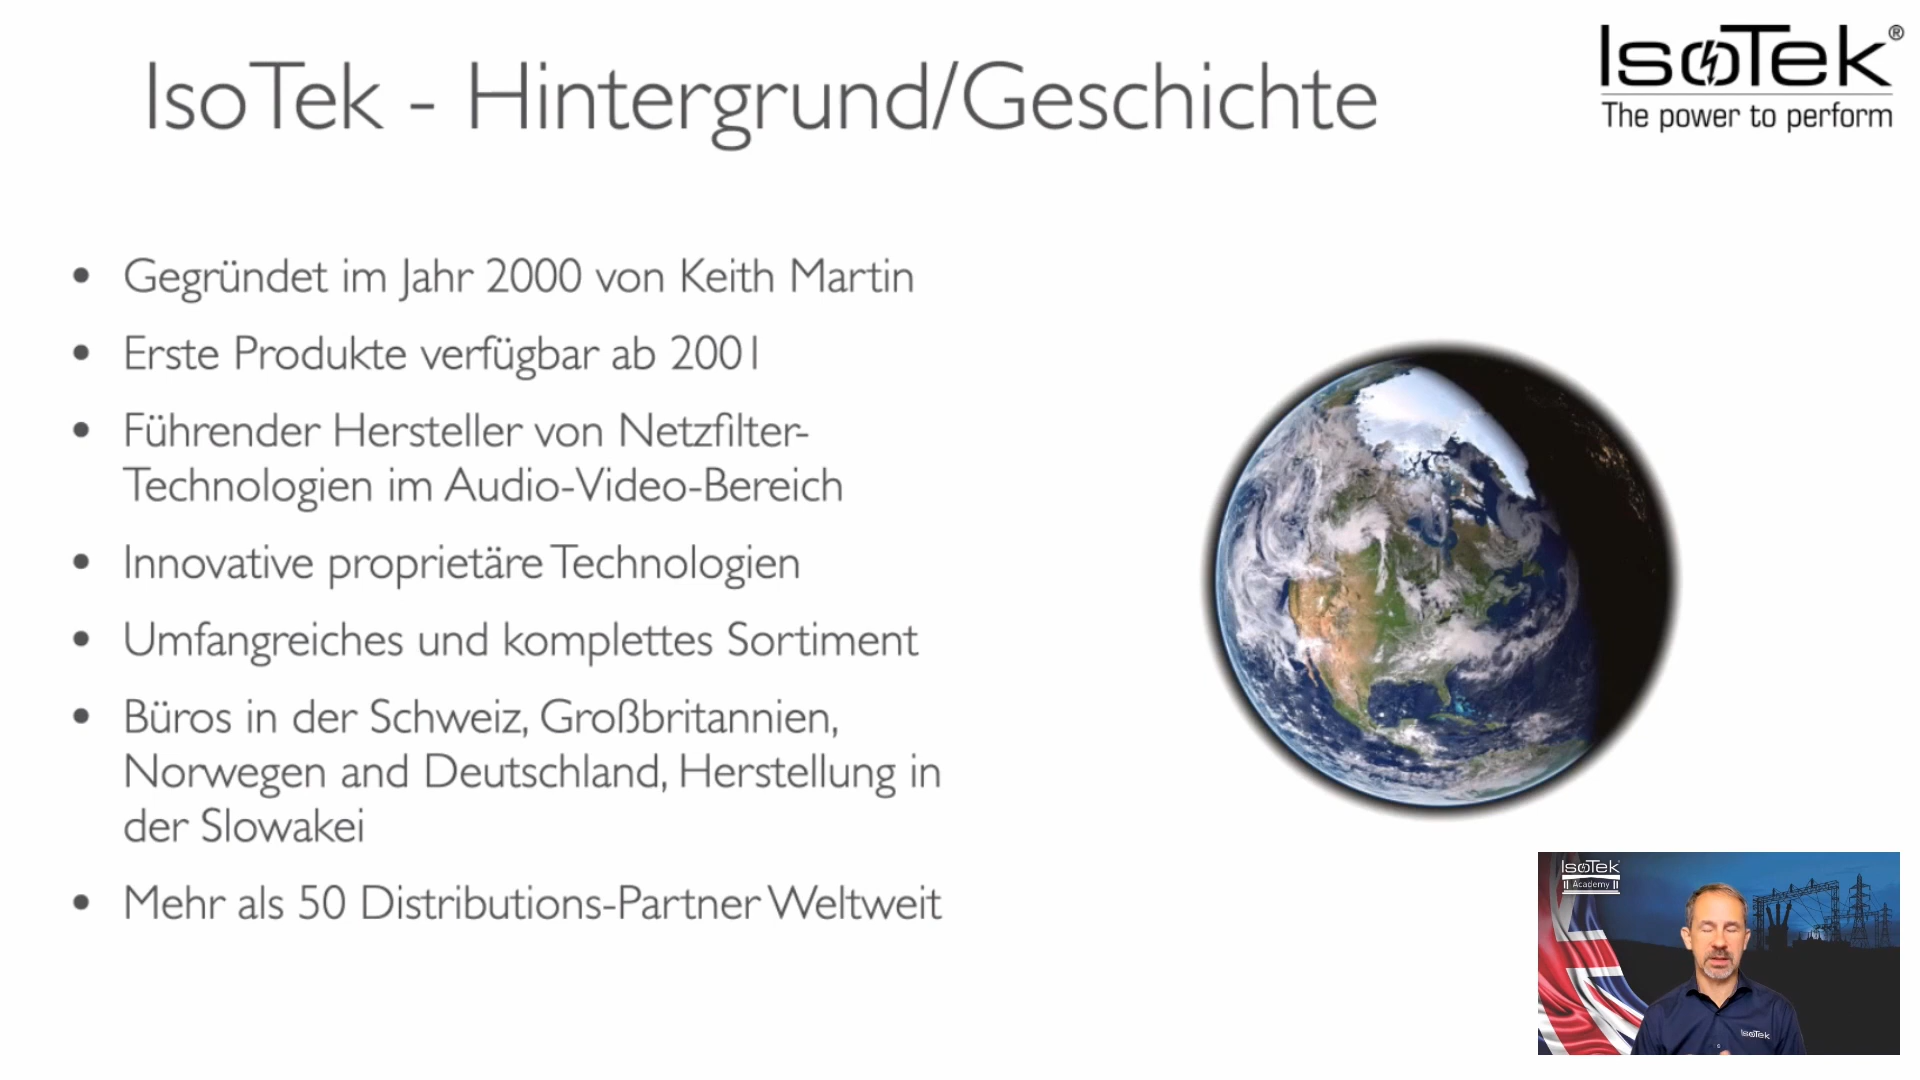 IsoTek - Hintergrund/Geschichte
IsoTek®
The power to perform
• Gegründet im Jahr 2000 von Keith Martin
• Erste Produkte verfügbar ab 2001
• Führender Hersteller von Netzfilter-
Technologien im Audio-Video-Bereich
• Innovative proprietäre Technologien
• Umfangreiches und komplettes Sortiment
• Büros in der Schweiz, Großbritannien,
Norwegen and Deutschland, Herstellung in
der Slowakei
• Mehr als 50 Distributions-Partner Weltweit
IsoTek
Academy
IsoTek